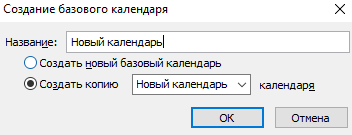 Создание базового календаря
Название: Новый календарь
Создать новый базовый календарь
Создать копию Новый календарь календаря
ОК Отмена